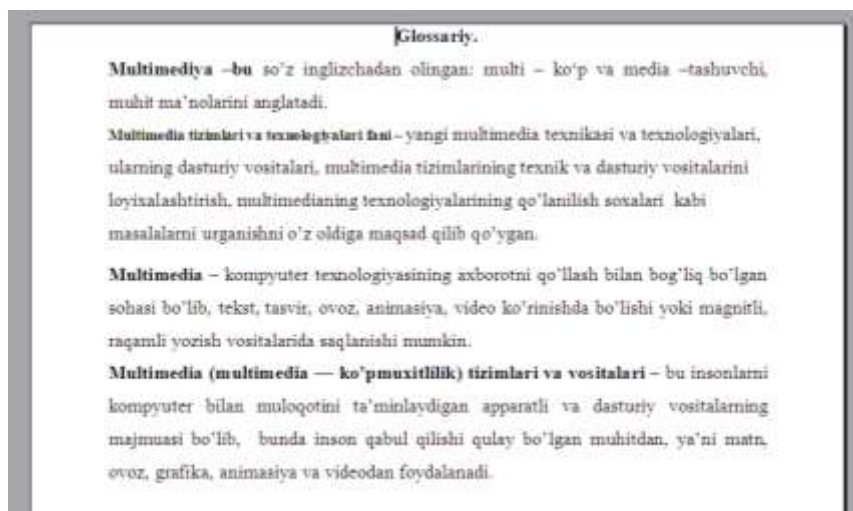 Glossariy.
Multimediya –bu so’z inglizchadan olingan: multi – ko‘p va media –tashuvchi,
muhit ma’nolarini anglatadi.
Multimedia tizimlari va texnologiyalari fani – yangi multimedia texnikasi va texnologiyalari,
ularning dasturiy vositalari, multimedia tizimlarining texnik va dasturiy vositalarini
loyixalashtirish, multimedianing texnologiyalarining qo’lanilish soxalari kabi
masalalarni urganishni o’z oldiga maqsad qilib qo’ygan.
Multimedia – kompyuter texnologiyasining axborotni qo’llash bilan bog’liq bo’lgan
sohasi bo’lib, tekst, tasvir, ovoz, animasiya, video ko’rinishda bo’lishi yoki magnitli,
raqamli yozish vositalarida saqlanishi mumkin.
Multimedia (multimedia — ko’pmuxitlilik) tizimlari va vositalari – bu insonlarni
kompyuter bilan muloqotini ta’minlaydigan apparatli va dasturiy vositalarning
majmuasi bo’lib, bunda inson qabul qilishi qulay bo’lgan muhitdan, ya’ni matn,
ovoz, grafika, animasiya va videodan foydalanadi.